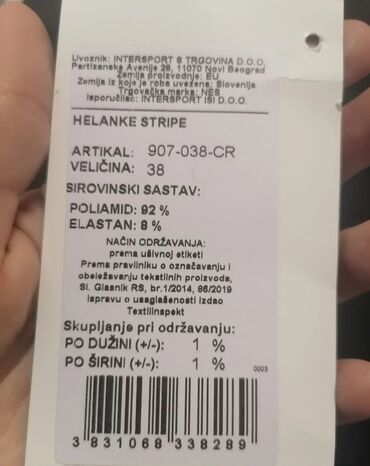 Uvoznik: INTERSPORT S TRGOVINA D.O.O.
Partizanske Avenije 28, 11070 Novi Beograd
Zemlja proizvodnje: EU
Zemlja iz koje je roba uvezena: Slovenija
Trgovačka marka: NES
Isporučilac: INTERSPORT ISI D.O.O.
HELANKE STRIPE
ARTIKAL: 907-038-CR
VELIČINA: 38
SIROVINSKI SASTAV:
POLIAMID: 92 %
ELASTAN: 8 %
NAČIN ODRŽAVANJA:
prema ušivnoj etiketi
Prema pravilniku o označavanju i
obeležavanju tekstilnih proizvoda,
Sl. Glasnik RS, br.1/2014, 86/2019
Ispravu o usaglašenosti izdao
Textilinspekt
Skupljanje pri održavanju:
PO DUŽINI (+/-): 1 %
PO ŠIRINI (+/-): 1 %
0003
3 831068 338289